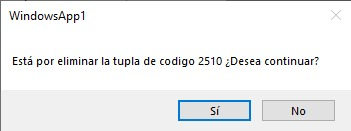 WindowsApp1
Está por eliminar la tupla de codigo 2510 ¿Desea continuar?
Sí
No